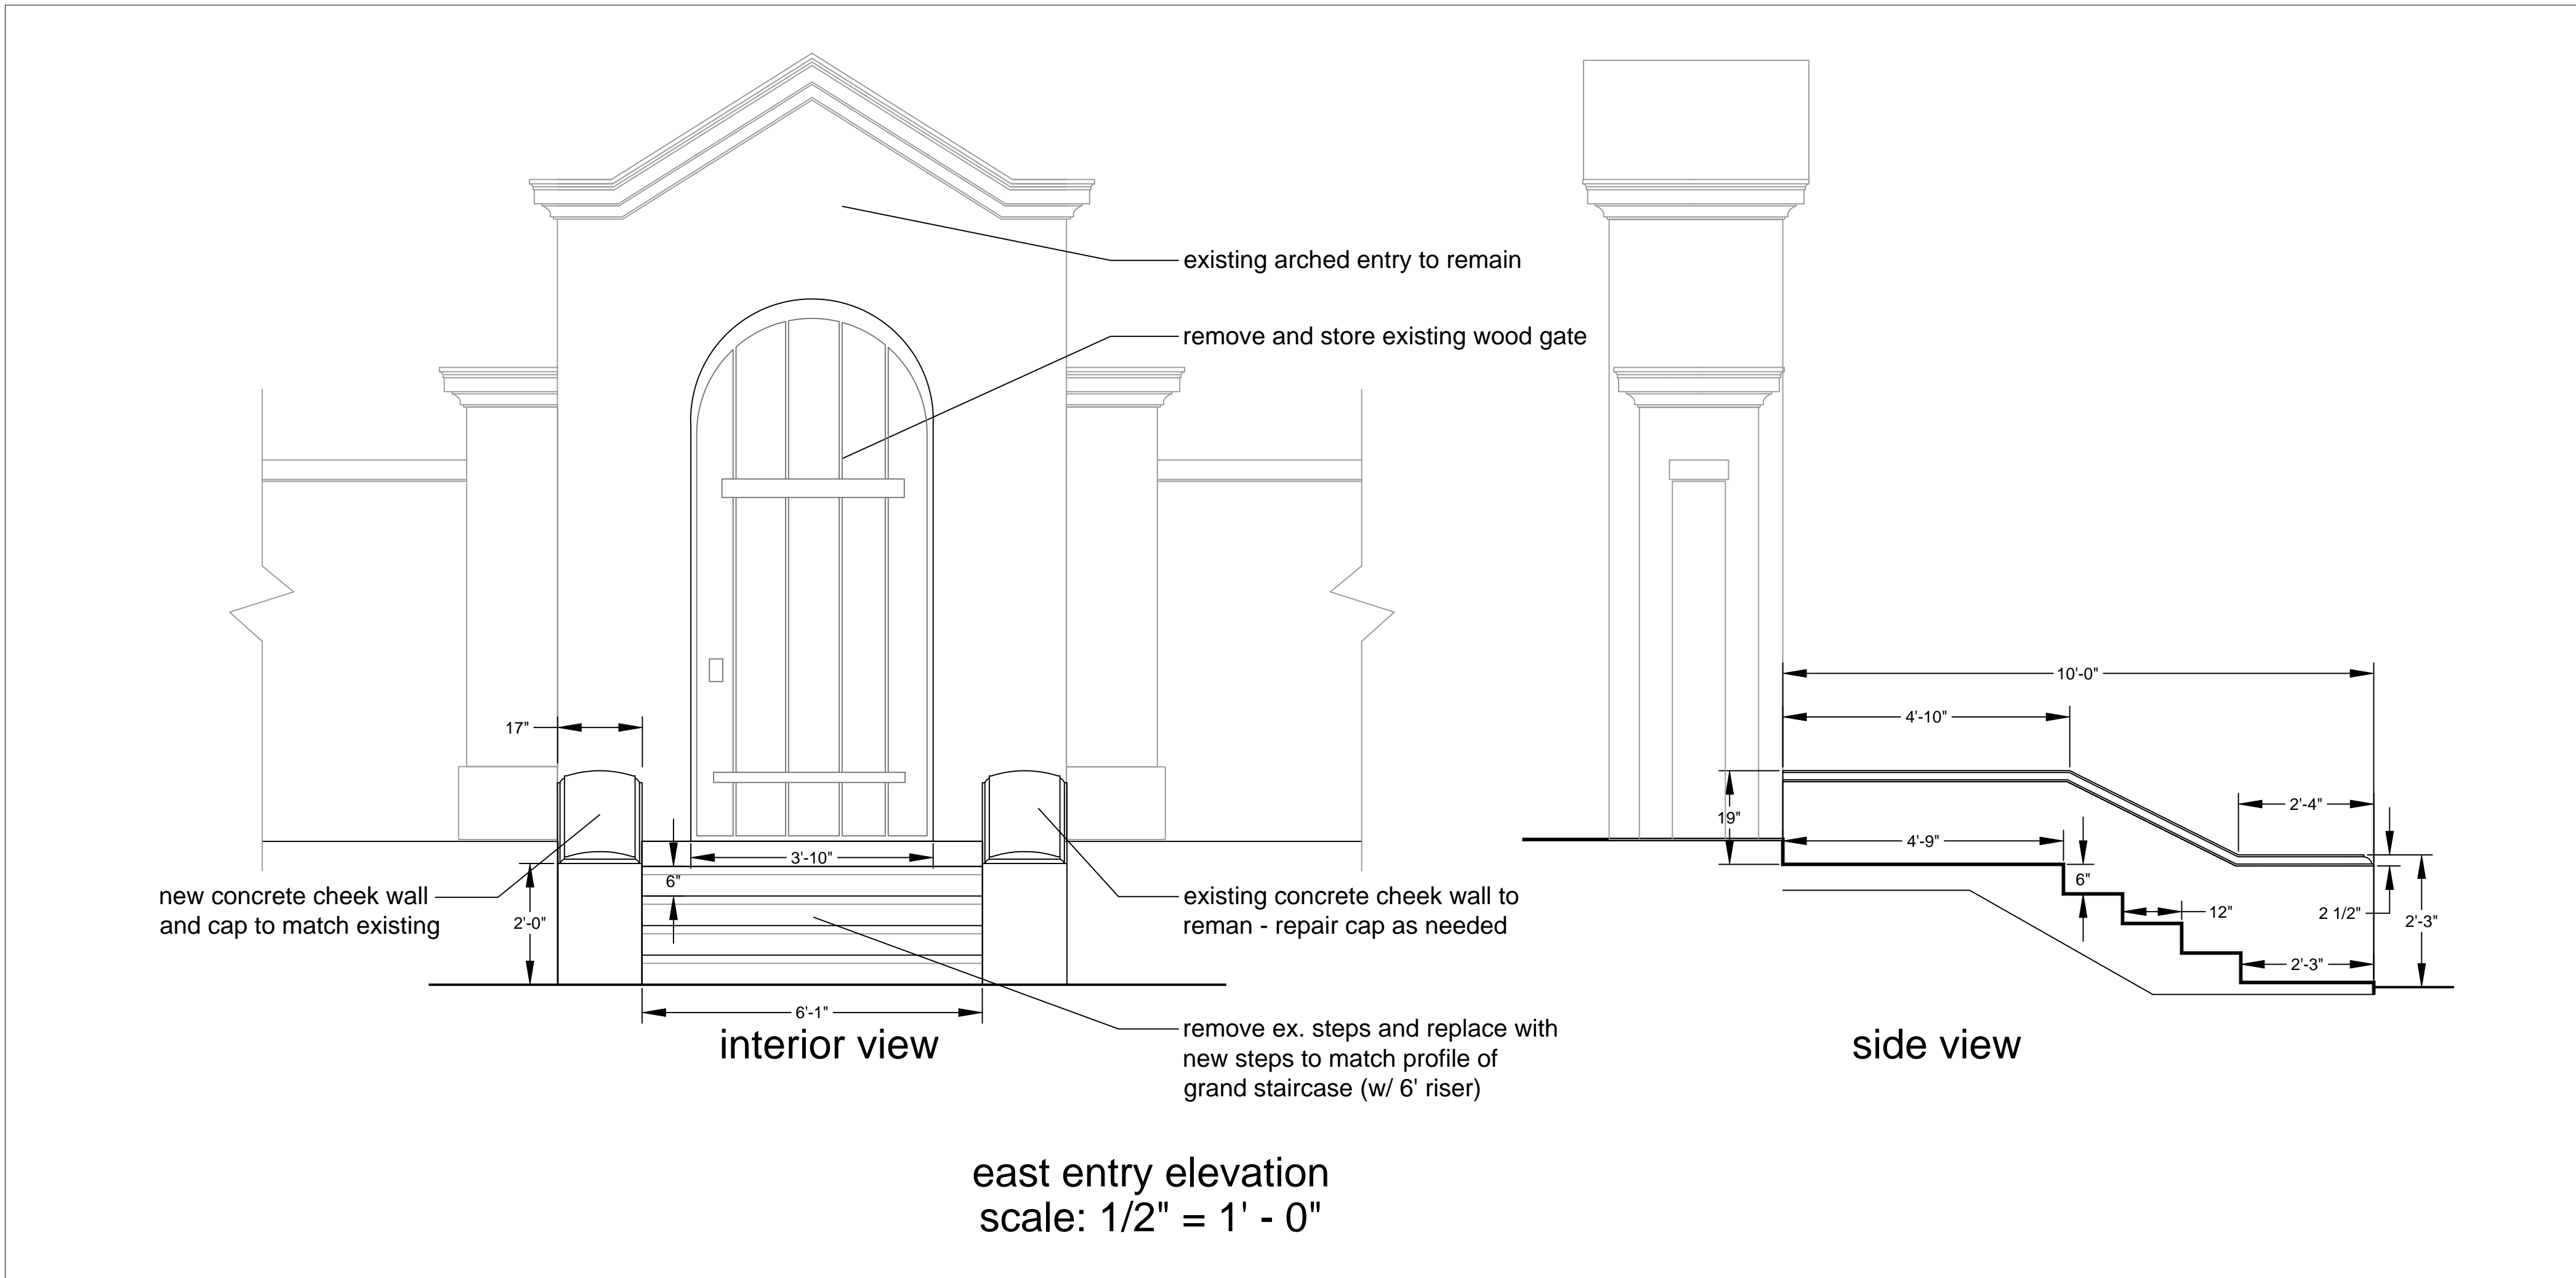 existing arched entry to remain
remove and store existing wood gate
17"
3'-10"
6"
new concrete cheek wall
and cap to match existing
2'-0"
existing concrete cheek wall to
reman - repair cap as needed
6'-1"
interior view
remove ex. steps and replace with
new steps to match profile of
grand staircase (w/ 6' riser)
10'-0"
4'-10"
2'-4"
19"
4'-9"
6"
12"
2 1/2"
2'-3"
2'-3"
side view
east entry elevation
scale: 1/2" = 1' - 0"